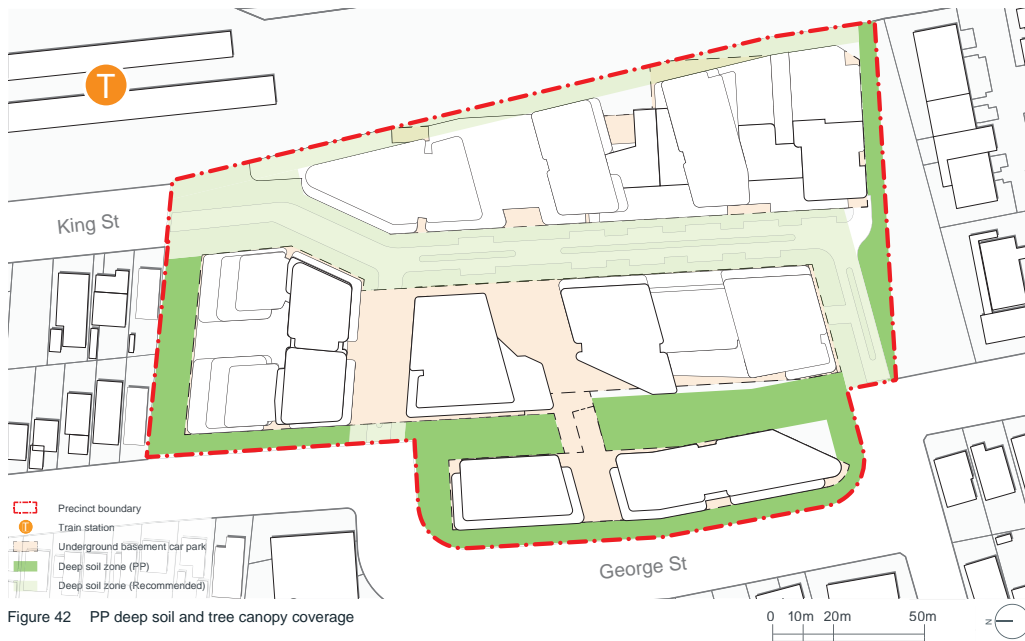 T
King St
George St
Precinct boundary
T Train station
Underground basement car park
Deep soil zone (PP)
Deep soil zone (Recommended)
Figure 42 PP deep soil and tree canopy coverage
0 10m 20m 50m
N